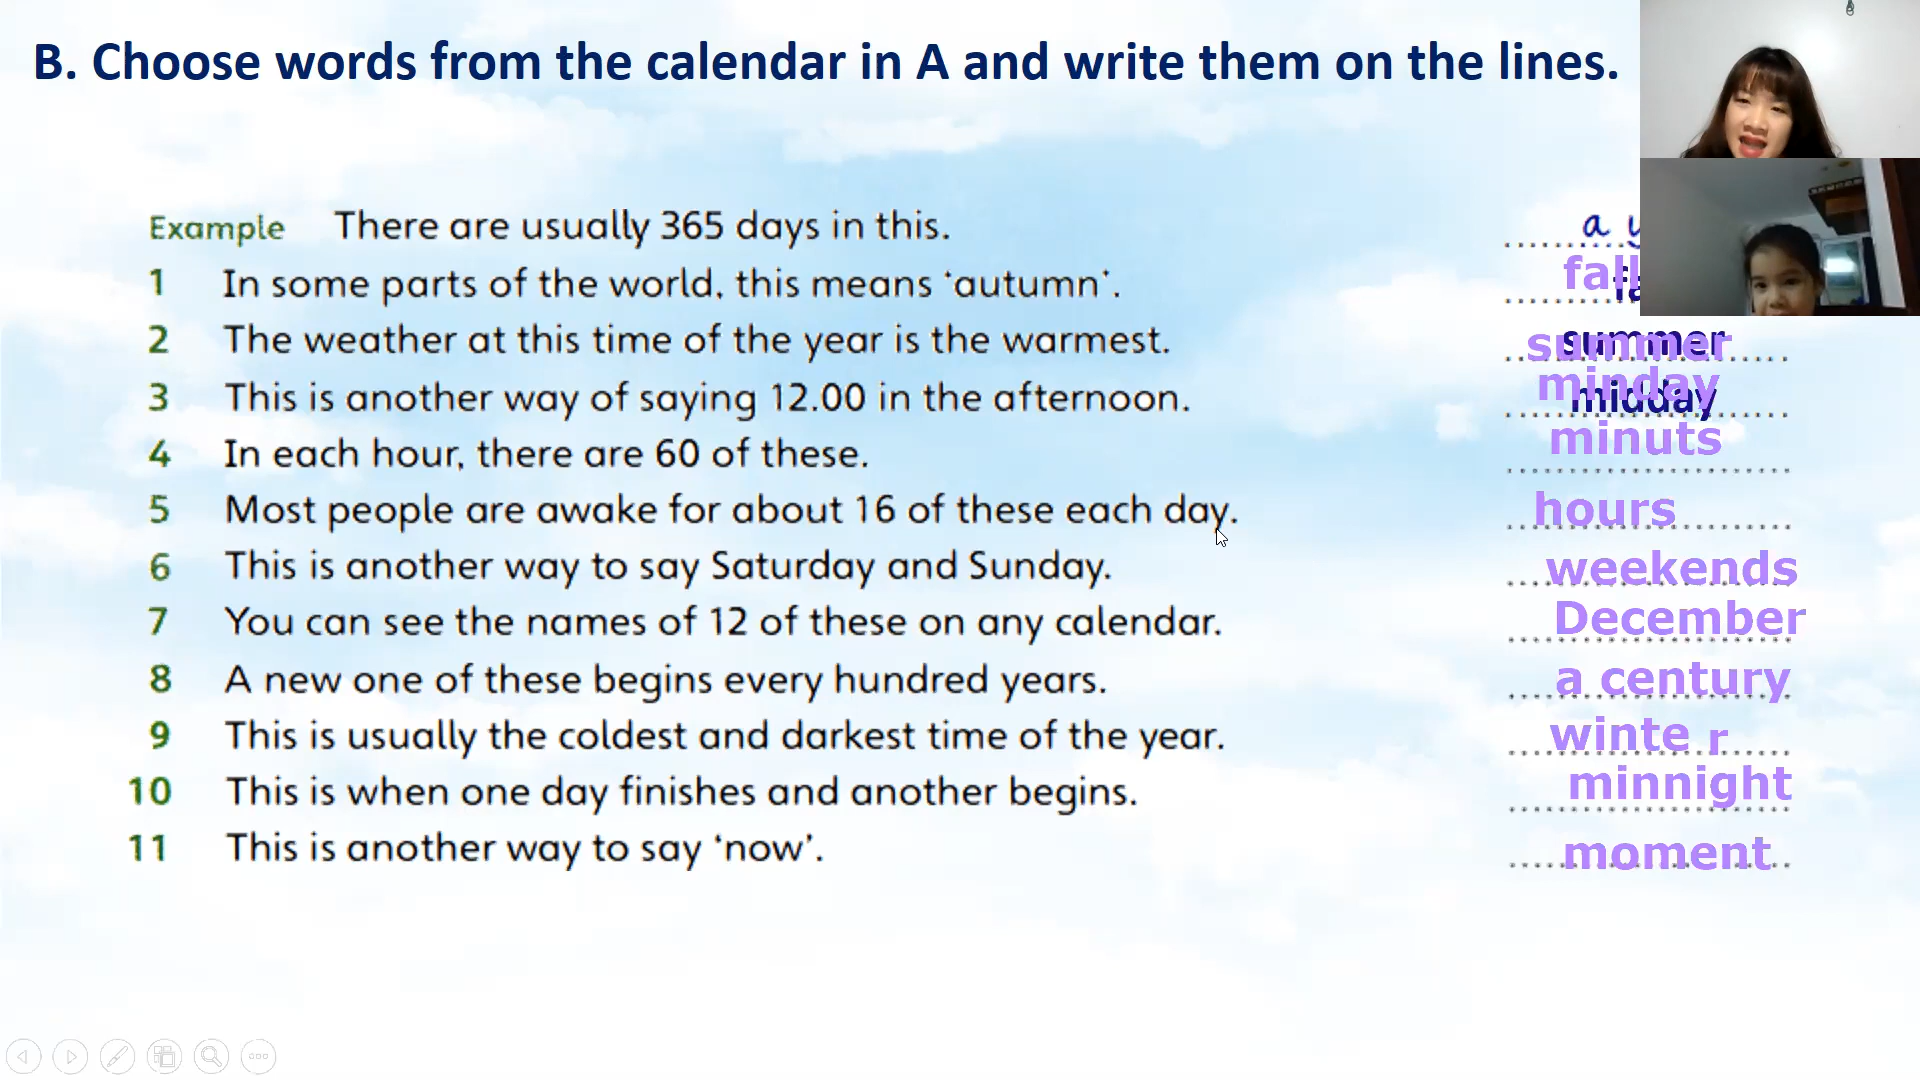 B. Choose words from the calendar in A and write them on the lines.
Example There are usually 365 days in this. a
1 In some parts of the world, this means ‘autumn’. fall
2 The weather at this time of the year is the warmest. summer summer
3 This is another way of saying 12.00 in the afternoon. minday midday
4 In each hour, there are 60 of these. minuts
5 Most people are awake for about 16 of these each day. hours
6 This is another way to say Saturday and Sunday. weekends
7 You can see the names of 12 of these on any calendar. December
8 A new one of these begins every hundred years. a century
9 This is usually the coldest and darkest time of the year. winte r
10 This is when one day finishes and another begins. minnight
11 This is another way to say ‘now’. moment